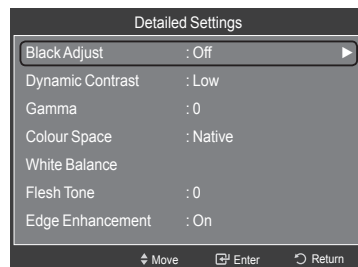 Detailed Settings
Black Adjust : Off
Dynamic Contrast : Low
Gamma : 0
Colour Space : Native
White Balance
Flesh Tone : 0
Edge Enhancement : On
Move Enter Return